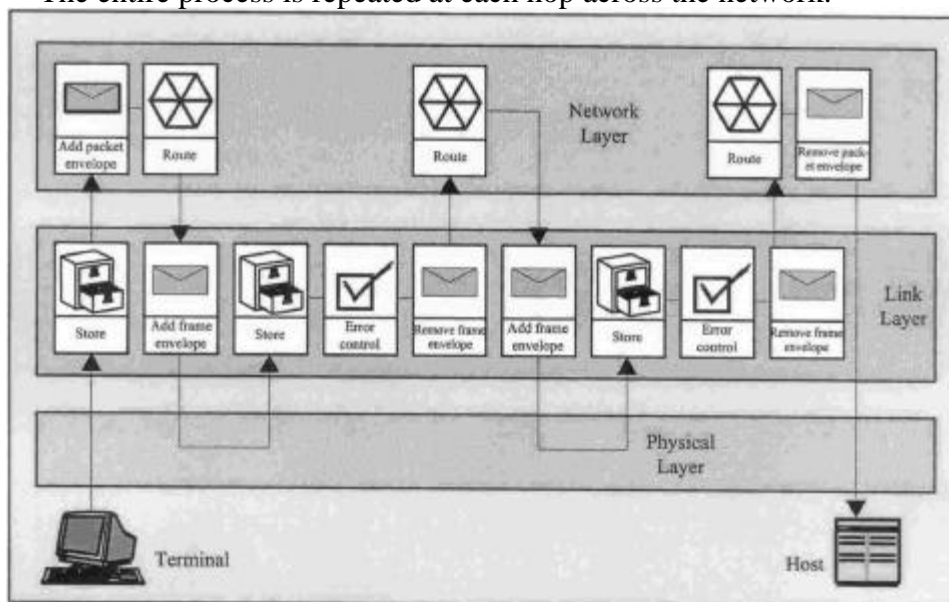 The entire process is repeated at each hop across the network.
Add packet
envelope
Route
Route
Network
Layer
Route
Remove pack-
et envelope
Store
Add frame
envelope
Store
Error
control
Remove frame
envelope
Add frame
envelope
Store
Error
control
Remove frame
envelope
Link
Layer
Physical
Layer
Terminal
Host